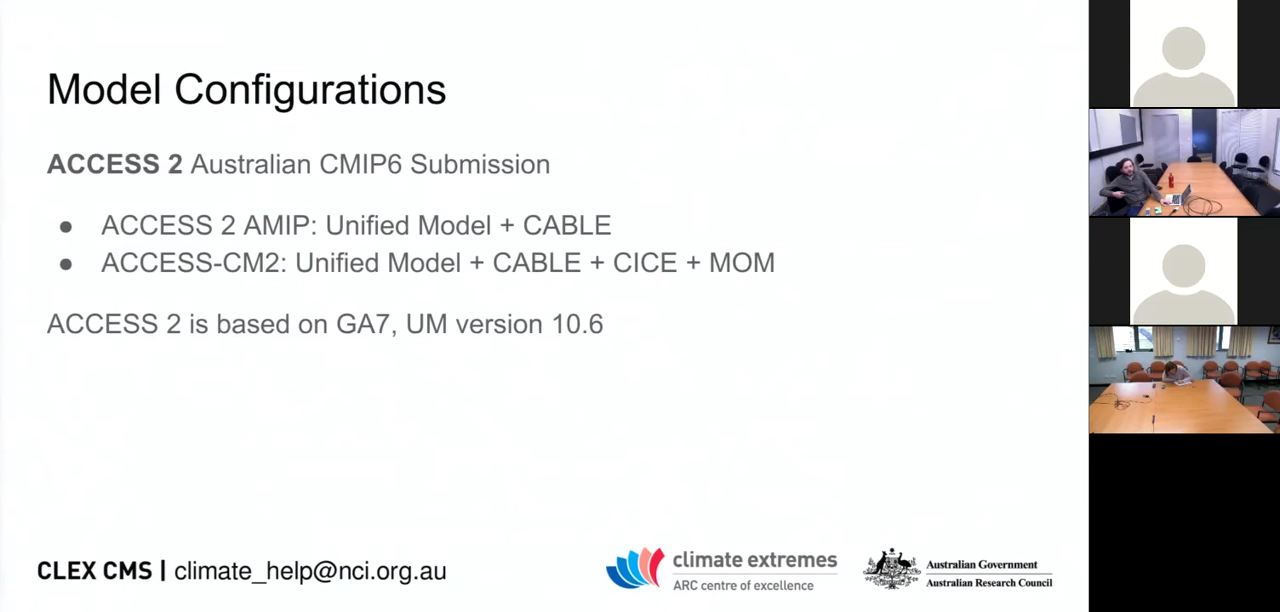 Model Configurations
ACCESS 2 Australian CMIP6 Submission
● ACCESS 2 AMIP: Unified Model + CABLE
● ACCESS-CM2: Unified Model + CABLE + CICE + MOM
ACCESS 2 is based on GA7, UM version 10.6
CLEX CMS | climate_help@nci.org.au
climate extremes
ARC centre of excellence
Australian Government
Australian Research Council